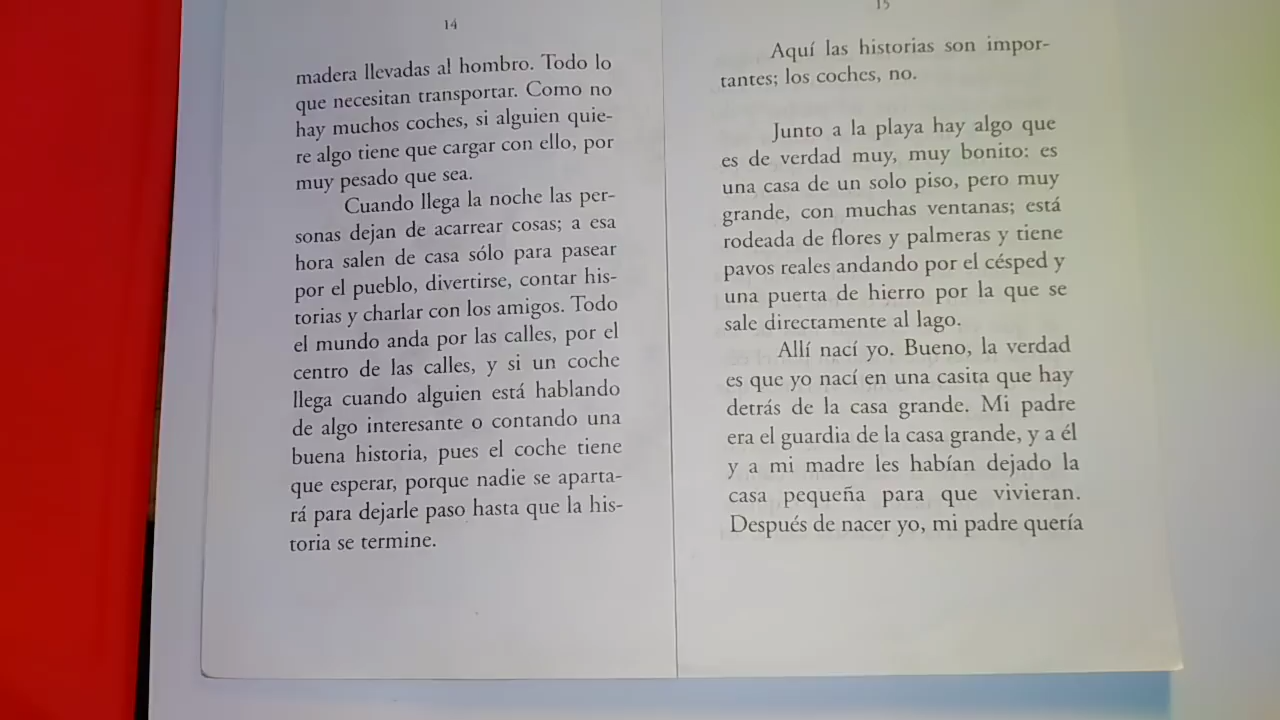 14
madera llevadas al hombro. Todo lo
que necesitan transportar. Como no
hay muchos coches, si alguien quie-
re algo tiene que cargar con ello, por
muy pesado que sea.
Cuando llega la noche las per-
sonas dejan de acarrear cosas; a esa
hora salen de casa sólo para pasear
por el pueblo, divertirse, contar his-
torias y charlar con los amigos. Todo
el mundo anda por las calles, por el
centro de las calles, y si un coche
llega cuando alguien está hablando
de algo interesante o contando una
buena historia, pues el coche tiene
que esperar, porque nadie se aparta-
rá para dejarle paso hasta que la his-
toria se termine.
15
Aquí las historias son impor-
tantes; los coches, no.
Junto a la playa hay algo que
es de verdad muy, muy bonito: es
una casa de un solo piso, pero muy
grande, con muchas ventanas; está
rodeada de flores y palmeras y tiene
pavos reales andando por el césped y
una puerta de hierro por la que se
sale directamente al lago.
Allí nací yo. Bueno, la verdad
es que yo nací en una casita que hay
detrás de la casa grande. Mi padre
era el guardia de la casa grande, y a él
y a mi madre les habían dejado la
casa pequeña para que vivieran.
Después de nacer yo, mi padre quería